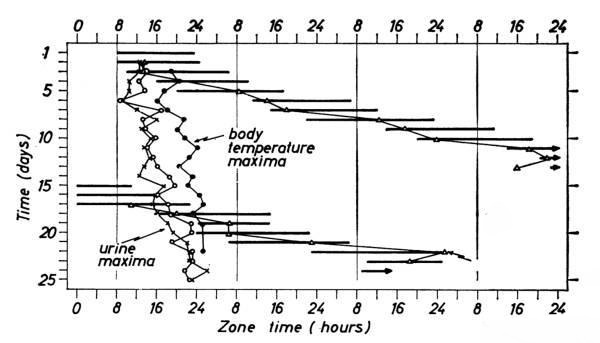 0 8 16 24 8 16 24 8 16 24 8 16 24
1
5
10
15
20
25
Time (days)
body
temperature
maxima
urine
maxima
0 8 16 24 8 16 24 8 16 24 8 16 24
Zone time (hours)